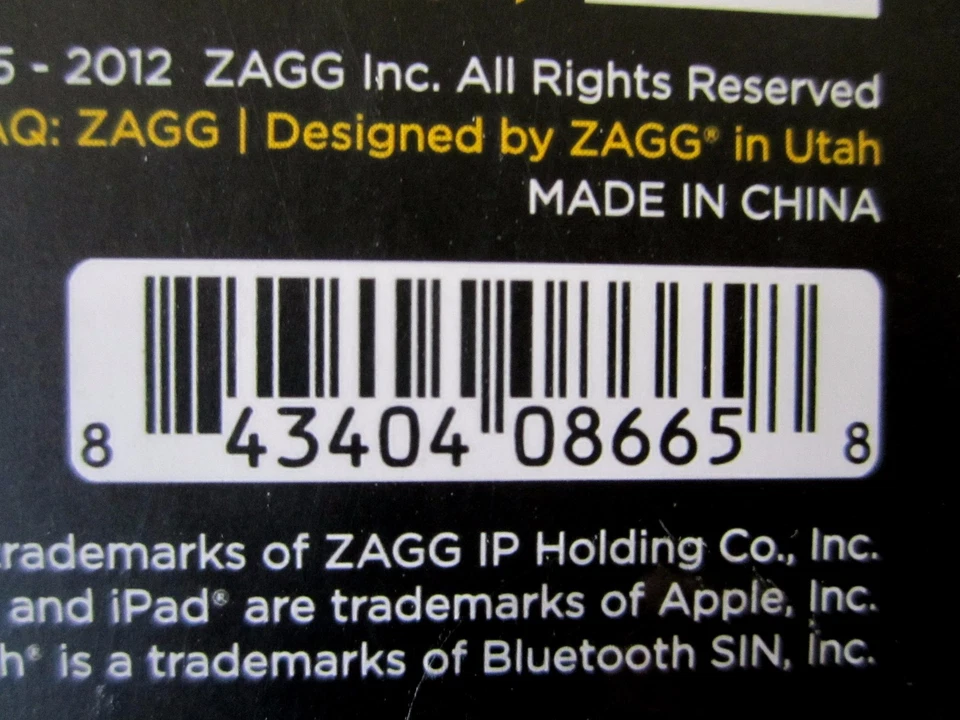 5 - 2012 ZAGG Inc. All Rights Reserved
AQ: ZAGG | Designed by ZAGG® in Utah
MADE IN CHINA
8 43404 08665 8
trademarks of ZAGG IP Holding Co., Inc.
and iPad® are trademarks of Apple, Inc.
h® is a trademarks of Bluetooth SIN, Inc.